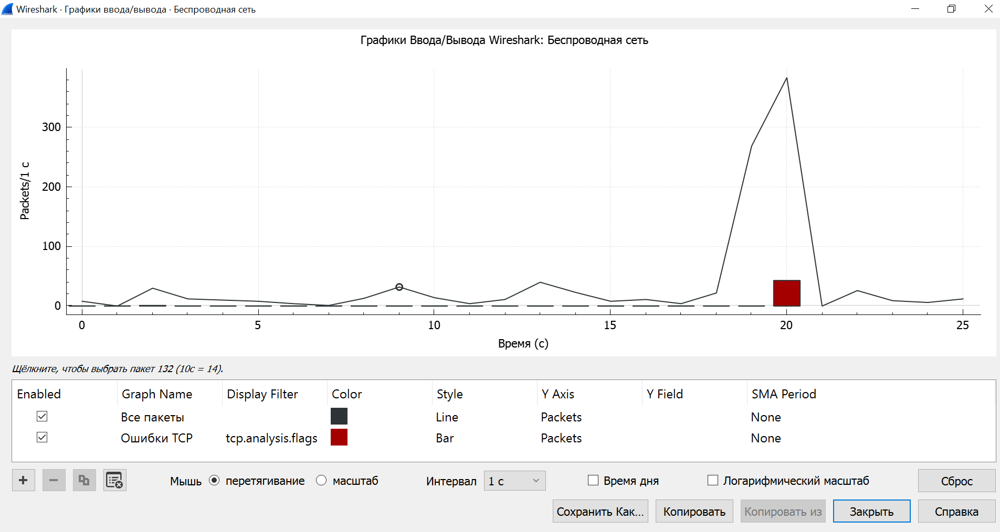 Wireshark · Графики ввода/вывода · Беспроводная сеть
Графики Ввода/Вывода Wireshark: Беспроводная сеть
Packets/1 с
300
200
100
0
0 5 10 15 20 25
Время (с)
Щёлкните, чтобы выбрать пакет 132 (10с = 14).
Enabled Graph Name Display Filter Color Style Y Axis Y Field SMA Period
Все пакеты Line Packets None
Ошибки TCP tcp.analysis.flags Bar Packets None
Мышь перетягивание масштаб Интервал 1 с Время дня Логарифмический масштаб Сброс
Сохранить Как... Копировать Копировать из Закрыть Справка